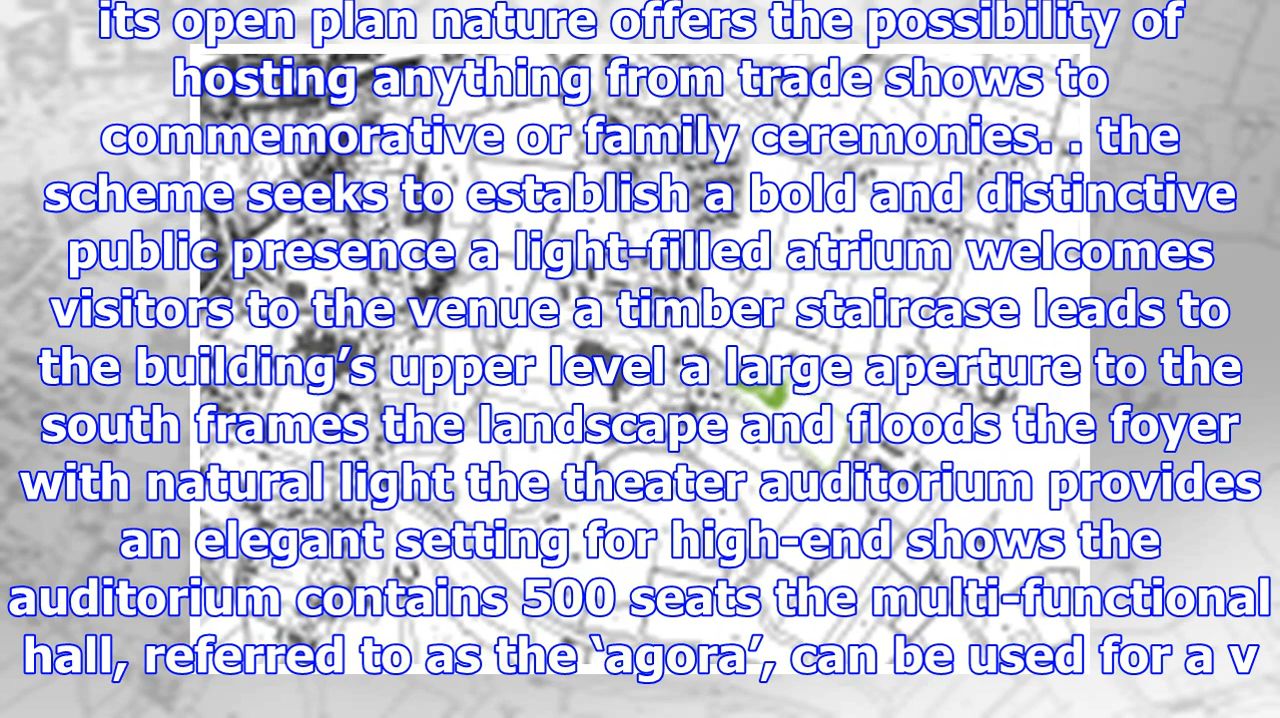 its open plan nature offers the possibility of
hosting anything from trade shows to
commemorative or family ceremonies. . the
scheme seeks to establish a bold and distinctive
public presence a light-filled atrium welcomes
visitors to the venue a timber staircase leads to
the building’s upper level a large aperture to the
south frames the landscape and floods the foyer
with natural light the theater auditorium provides
an elegant setting for high-end shows the
auditorium contains 500 seats the multi-functional
hall, referred to as the ‘agora’, can be used for a v